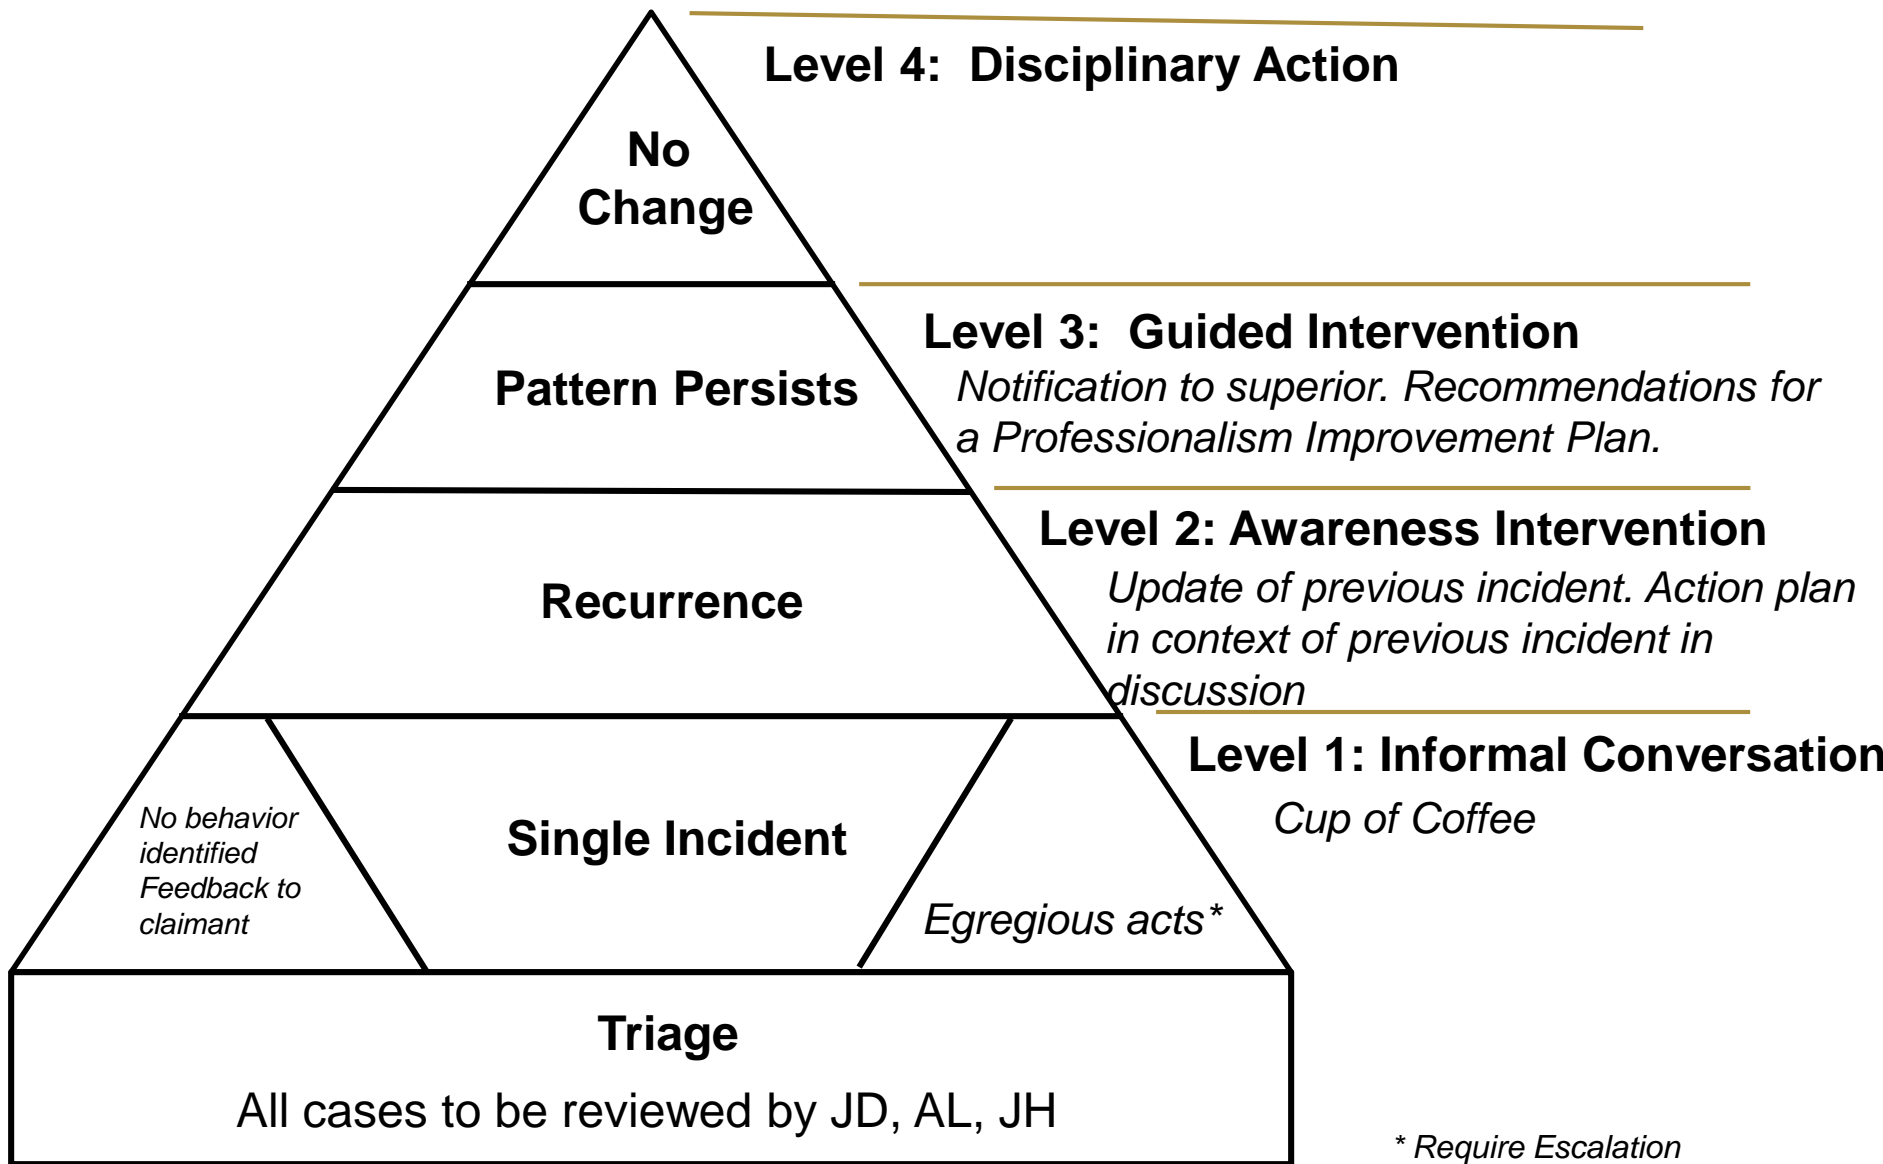 Level 4: Disciplinary Action
No
Change
Level 3: Guided Intervention
Notification to superior. Recommendations for
a Professionalism Improvement Plan.
Pattern Persists
Level 2: Awareness Intervention
Update of previous incident. Action plan
in context of previous incident in
discussion
Recurrence
Level 1: Informal Conversation
Cup of Coffee
No behavior
identified
Feedback to
claimant
Single Incident
Egregious acts*
Triage
All cases to be reviewed by JD, AL, JH
* Require Escalation